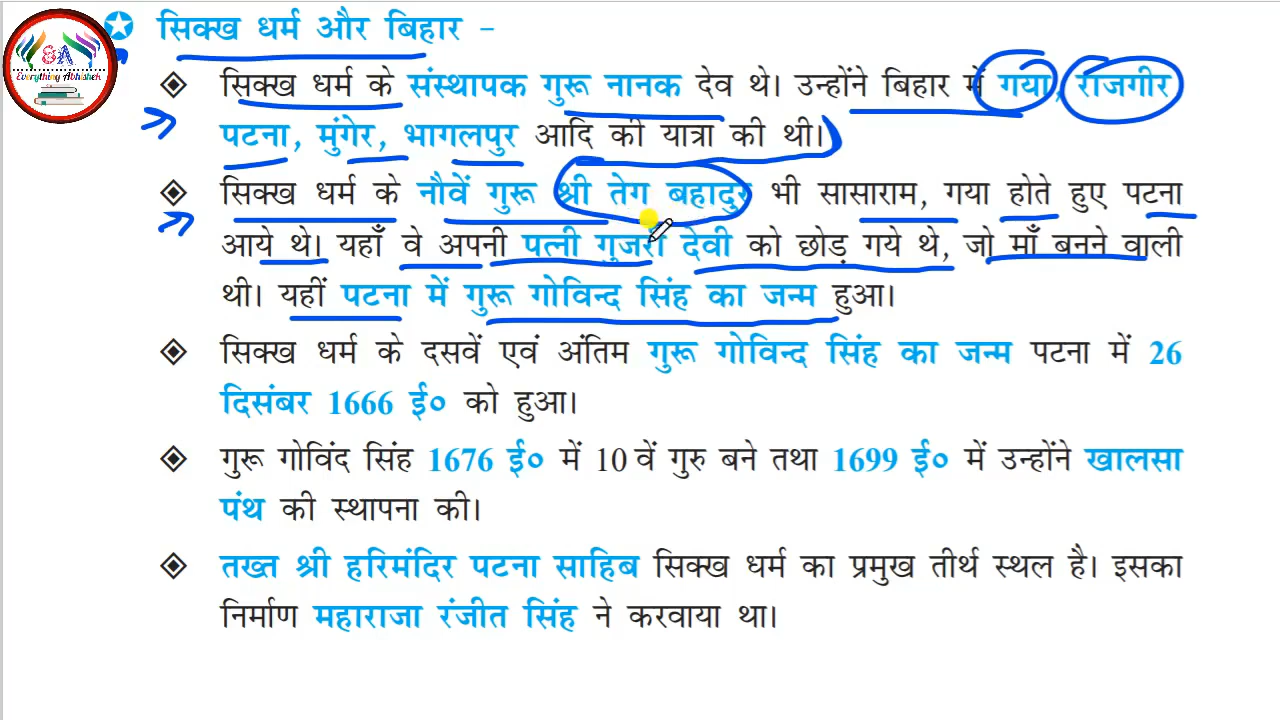 सिक्ख धर्म और बिहार -
&A
Everything Abhishek
सिक्ख धर्म के संस्थापक गुरू नानक देव थे। उन्होंने बिहार में गया, राजगीर
पटना, मुंगेर, भागलपुर आदि की यात्रा की थी।
सिक्ख धर्म के नौवें गुरू श्री तेग बहादुर भी सासाराम, गया होते हुए पटना
आये थे। यहाँ वे अपनी पत्नी गुजरी देवी को छोड़ गये थे, जो माँ बनने वाली
थी। यहीं पटना में गुरू गोविन्द सिंह का जन्म हुआ।
सिक्ख धर्म के दसवें एवं अंतिम गुरू गोविन्द सिंह का जन्म पटना में 26
दिसंबर 1666 ई० को हुआ।
गुरू गोविंद सिंह 1676 ई० में 10 वें गुरु बने तथा 1699 ई० में उन्होंने खालसा
पंथ की स्थापना की।
तख्त श्री हरिमंदिर पटना साहिब सिक्ख धर्म का प्रमुख तीर्थ स्थल है। इसका
निर्माण महाराजा रंजीत सिंह ने करवाया था।